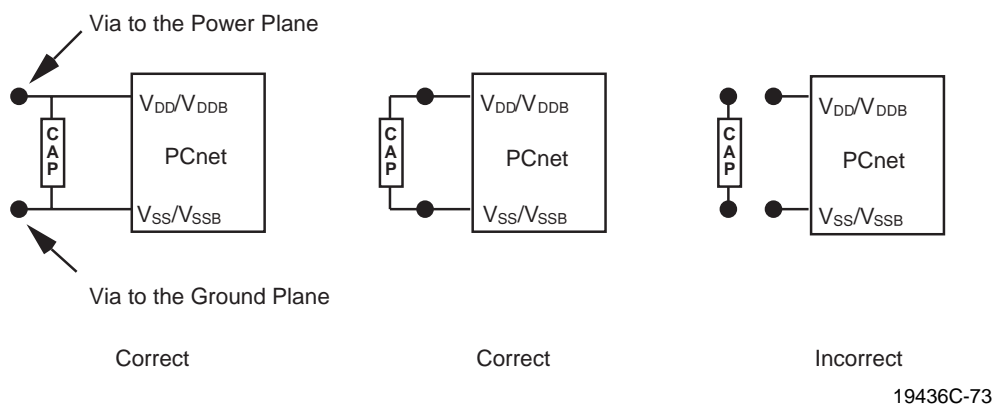 Via to the Power Plane
VDD/VDDB
CAP
PCnet
VSS/VSSB
Via to the Ground Plane
Correct
VDD/VDDB
CAP
PCnet
VSS/VSSB
Correct
VDD/VDDB
CAP
PCnet
VSS/VSSB
Incorrect
19436C-73